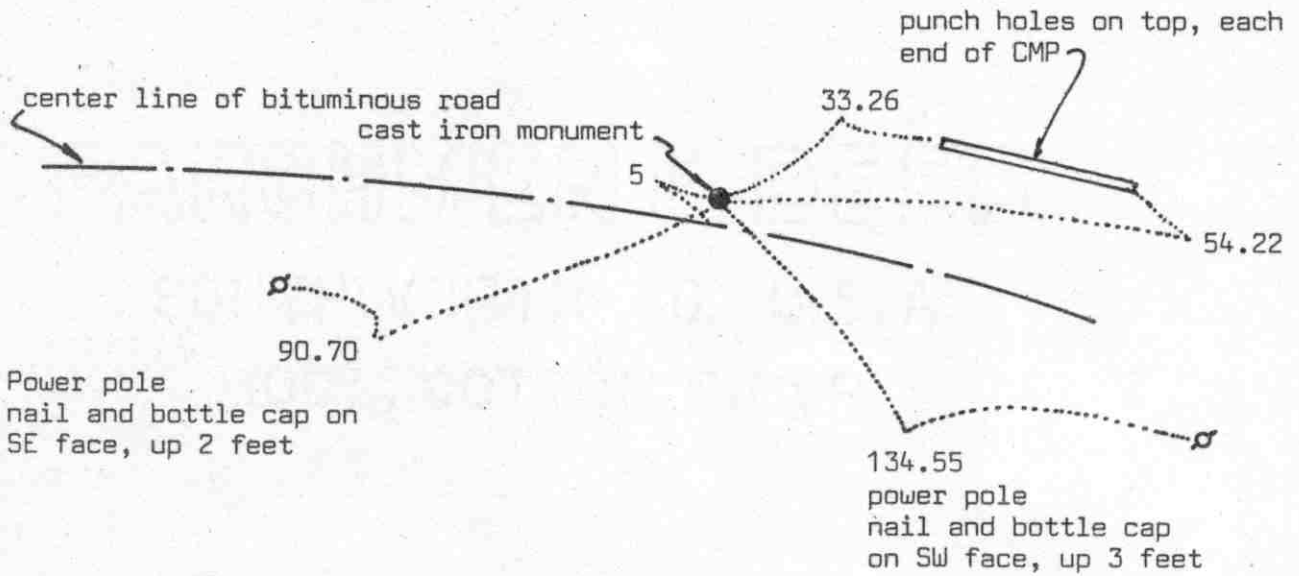 punch holes on top, each
end of CMP
center line of bituminous road
33.26
cast iron monument
5
54.22
90.70
Power pole
nail and bottle cap on
SE face, up 2 feet
134.55
power pole
nail and bottle cap
on SW face, up 3 feet